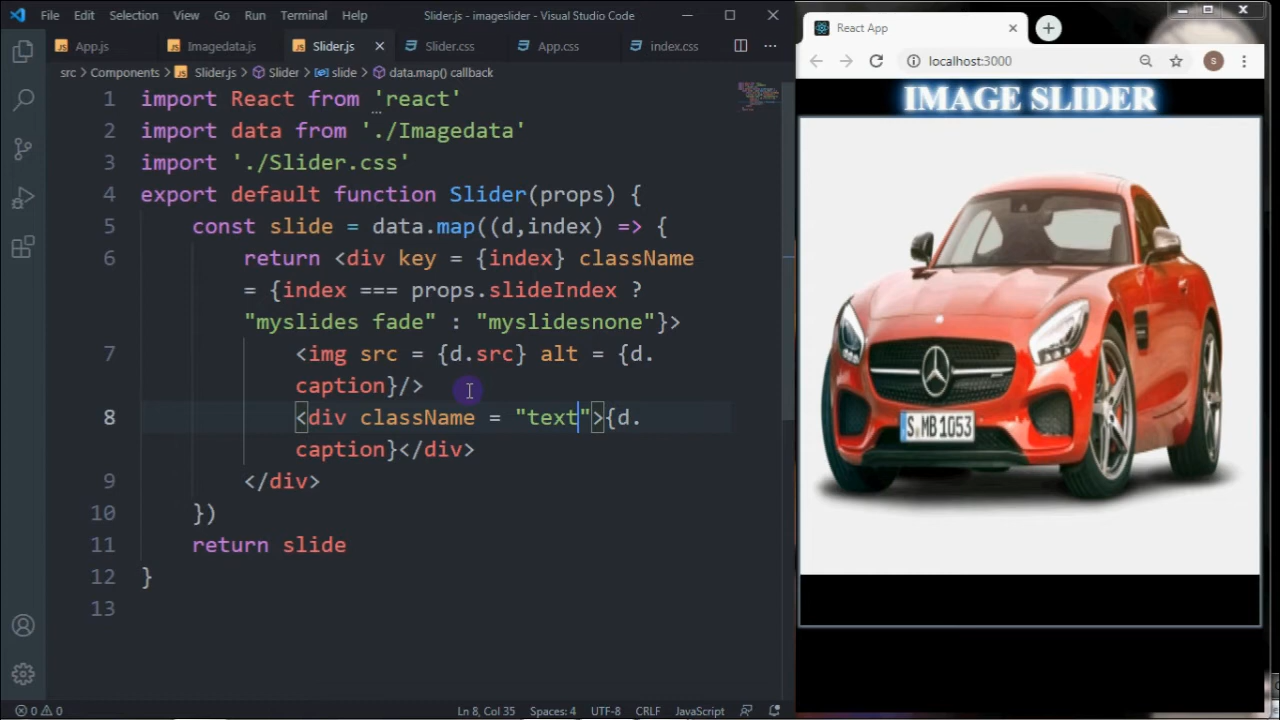 File Edit Selection View Go Run Terminal Help
Slider.js - imageslider - Visual Studio Code
App.js
Imagedata.js
Slider.js
Slider.css
App.css
index.css
src Components Slider.js Slider slide data.map() callback
1 import React from 'react'
2 import data from './Imagedata'
3 import './Slider.css'
4 export default function Slider(props) {
5 const slide = data.map((d,index) => {
6 return <div key = {index} className
= {index === props.slideIndex ?
"myslides fade" : "myslidesnone"}>
7 <img src = {d.src} alt = {d.
caption}/>
8 <div className = "text">{d.
caption}</div>
9 </div>
10 })
11 return slide
12 }
13
0 0
Ln 8, Col 35 Spaces: 4 UTF-8 CRLF JavaScript
React App
localhost:3000
S
IMAGE SLIDER
S MB 1053